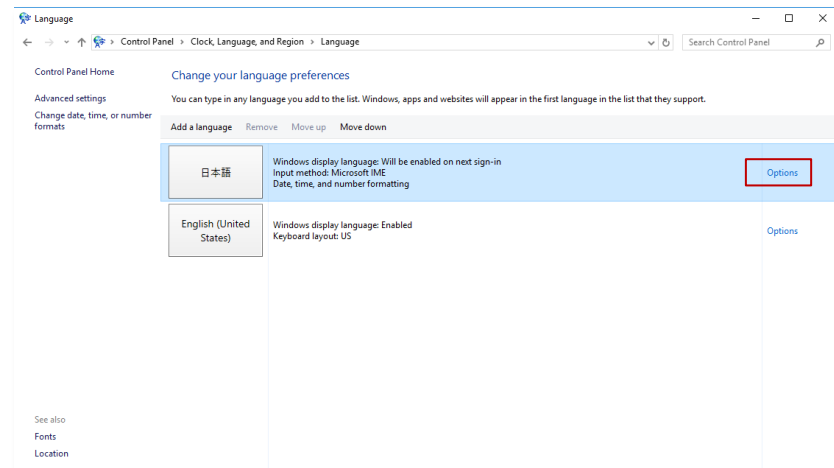 Language
Control Panel > Clock, Language, and Region > Language
Search Control Panel
Control Panel Home
Change your language preferences
Advanced settings
You can type in any language you add to the list. Windows, apps and websites will appear in the first language in the list that they support.
Change date, time, or number
formats
Add a language Remove Move up Move down
日本語
Windows display language: Will be enabled on next sign-in
Input method: Microsoft IME
Date, time, and number formatting
Options
English (United
States)
Windows display language: Enabled
Keyboard layout: US
Options
See also
Fonts
Location